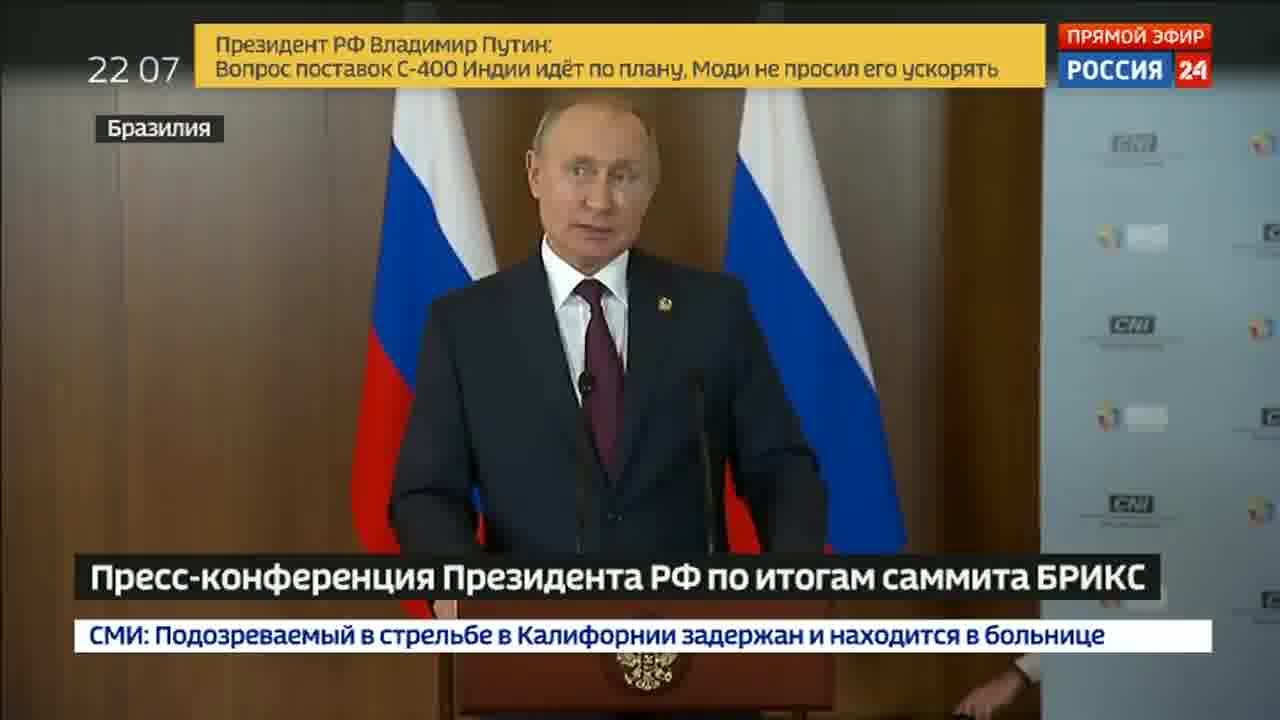 22 07
Президент РФ Владимир Путин:
Вопрос поставок С-400 Индии идёт по плану, Моди не просил его ускорять
ПРЯМОЙ ЭФИР
РОССИЯ 24
Бразилия
CNI
CNI
CNI
Пресс-конференция Президента РФ по итогам саммита БРИКС
СМИ: Подозреваемый в стрельбе в Калифорнии задержан и находится в больнице